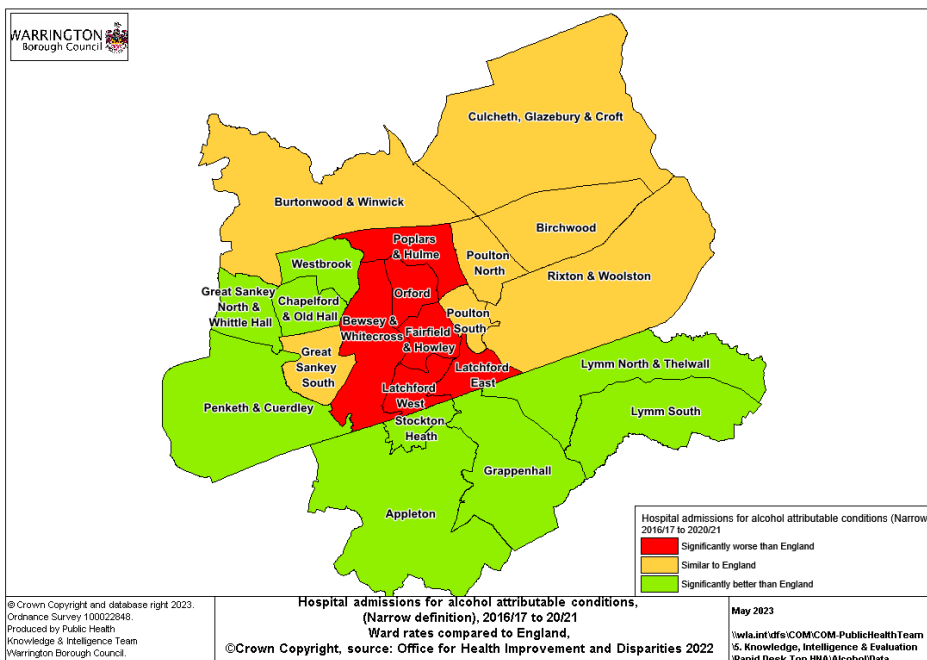 WARRINGTON
Borough Council
Culcheth, Glazebury & Croft
Burtonwood & Winwick
Birchwood
Poplars
& Hulme
Poulton
North
Westbrook
Rixton & Woolston
Great Sankey
North &
Whittle Hall
Chapelford
& Old Hall
Orford
Poulton
South
Bewsey &
Whitecross
Fairfield
& Howley
Great
Sankey
South
Latchford
East
Lymm North & Thelwall
Latchford
West
Penketh & Cuerdley
Lymm South
Stockton
Heath
Grappenhall
Appleton
Hospital admissions for alcohol attributable conditions (Narrow
2016/17 to 2020/21
Significantly worse than England
Similar to England
Significantly better than England
© Crown Copyright and database right 2023.
Ordnance Survey 100022848.
Produced by Public Health
Knowledge & Intelligence Team
Warrington Borough Council.
Hospital admissions for alcohol attributable conditions,
(Narrow definition), 2016/17 to 20/21
Ward rates compared to England,
©Crown Copyright, source: Office for Health Improvement and Disparities 2022
May 2023
\\wla.int\dfs\COM\COM-PublicHealthTeam
\5. Knowledge, Intelligence & Evaluation
\Rapid Desk Top HNA\Alcohol\Data